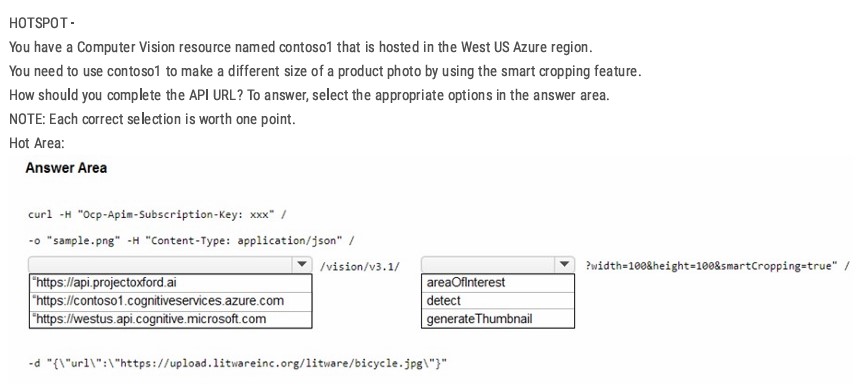 HOTSPOT -
You have a Computer Vision resource named contoso1 that is hosted in the West US Azure region.
You need to use contoso1 to make a different size of a product photo by using the smart cropping feature.
How should you complete the API URL? To answer, select the appropriate options in the answer area.
NOTE: Each correct selection is worth one point.
Hot Area:
Answer Area
curl -H "Ocp-Apim-Subscription-Key: xxx" /
-o "sample.png" -H "Content-Type: application/json" /
/vision/v3.1/ ?width=100&height=100&smartCropping=true" /
"https://api.projectoxford.ai areaOfInterest
"https://contoso1.cognitiveservices.azure.com detect
"https://westus.api.cognitive.microsoft.com generateThumbnail
-d "{\"url\":\"https://upload.litwareinc.org/litware/bicycle.jpg\"}"